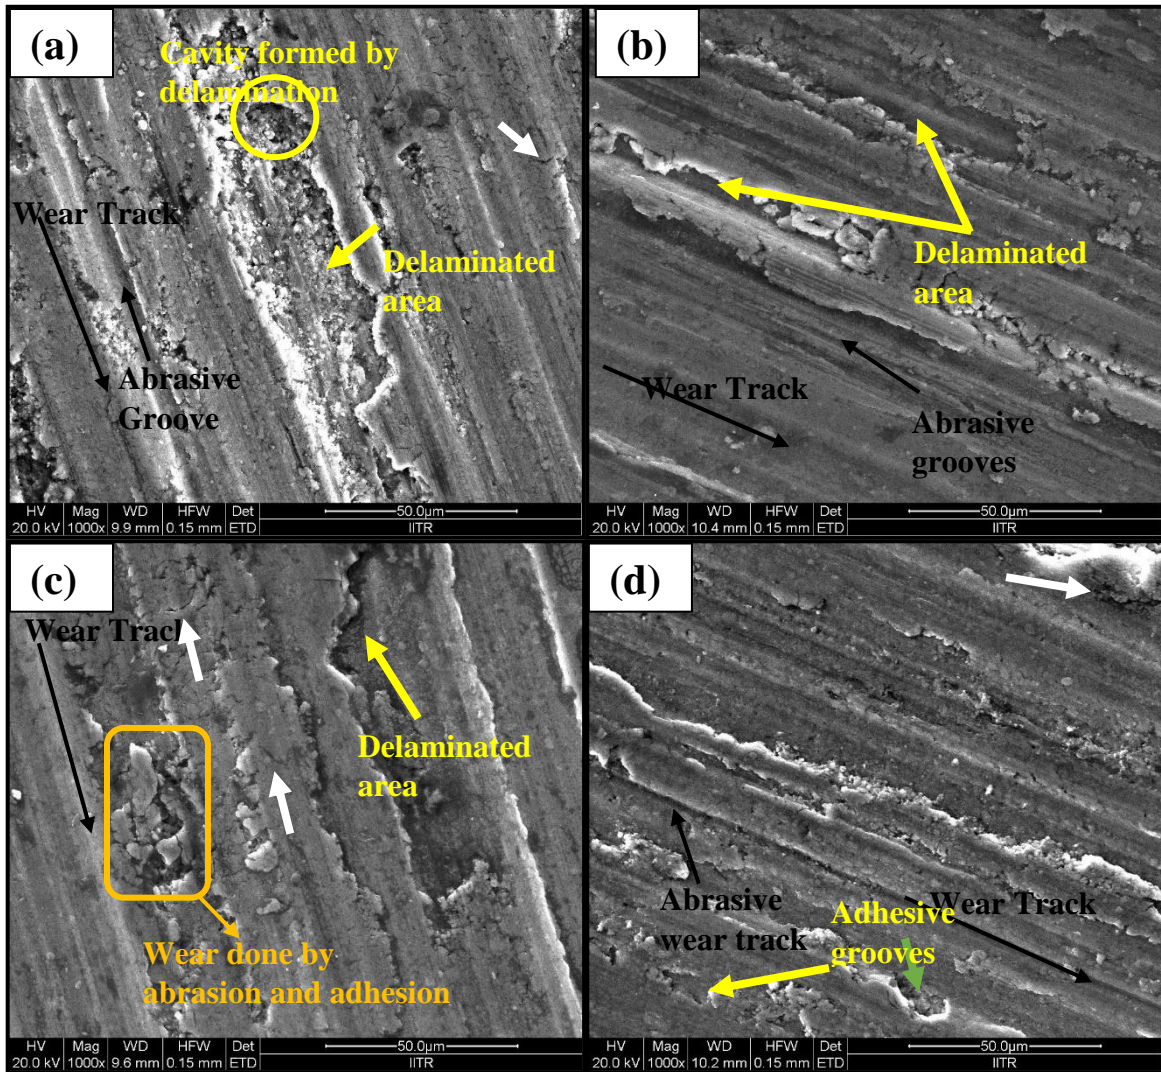 (a)
Cavity formed by
delamination
Wear Track
Delaminated
area
Abrasive
Groove
HV Mag WD HFW Det 50.0µm
20.0 kV 1000x 9.9 mm 0.15 mm ETD IITR
(b)
Delaminated
area
Wear Track
Abrasive
grooves
HV Mag WD HFW Det 50.0µm
20.0 kV 1000x 10.4 mm 0.15 mm ETD IITR
(c)
Wear Track
Delaminated
area
Wear done by
abrasion and adhesion
HV Mag WD HFW Det 50.0µm
20.0 kV 1000x 9.6 mm 0.15 mm ETD IITR
(d)
Abrasive
wear track
Adhesive
grooves
Wear Track
HV Mag WD HFW Det 50.0µm
20.0 kV 1000x 10.2 mm 0.15 mm ETD IITR